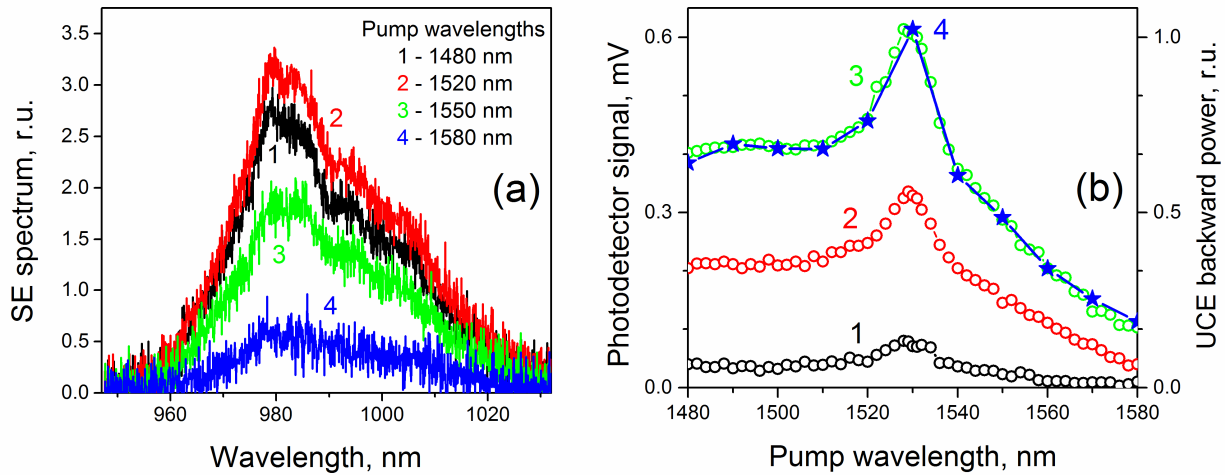 SE spectrum, r.u.
3.5
3.0
2.5
2.0
1.5
1.0
0.5
0.0
Pump wavelengths
1 - 1480 nm
2 - 1520 nm
3 - 1550 nm
4 - 1580 nm
2
1
3
4
(a)
960 980 1000 1020
Wavelength, nm
Photodetector signal, mV
0.6
0.3
0.0
4
3
2
1
(b)
1.0
0.5
0.0
UCE backward power, r.u.
1480 1500 1520 1540 1560 1580
Pump wavelength, nm